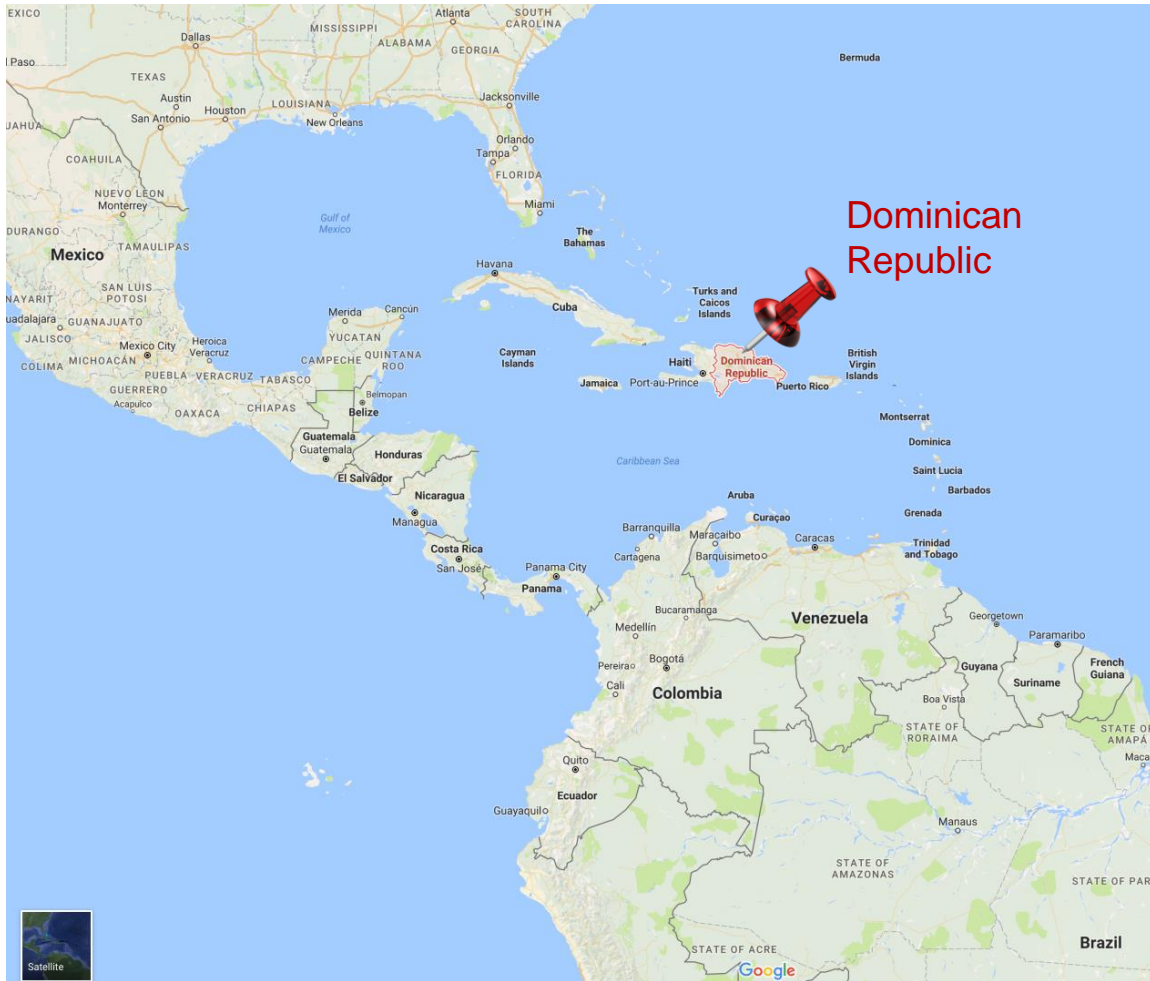 EXICO
Atlanta
SOUTH
CAROLINA
MISSISSIPPI
Dallas
ALABAMA
GEORGIA
l Paso
Bermuda
TEXAS
Jacksonville
Austin
Houston
LOUISIANA
San Antonio
New Orleans
UAHUA
Orlando
Tampa
FLORIDA
COAHUILA
NUEVO LEON
Monterrey
Miami
Gulf of
Mexico
Dominican
Republic
DURANGO
TAMAULIPAS
The
Bahamas
Mexico
Havana
SAN LUIS
POTOSI
NAYARIT
Cuba
Turks and
Caicos
Islands
Merida
Cancún
uadalajara
GUANAJUATO
YUCATAN
JALISCO
Mexico City
Heroica
Veracruz
CAMPECHE
QUINTANA
ROO
Cayman
Islands
Haiti
Dominican
Republic
British
Virgin
Islands
COLIMA
MICHOACÁN
PUEBLA
VERACRUZ
TABASCO
Jamaica
Port-au-Prince
Puerto Rico
GUERRERO
Acapulco
OAXACA
CHIAPAS
Belmopan
Belize
Montserrat
Guatemala
Guatemala
Honduras
Dominica
El Salvador
Caribbean Sea
Saint Lucia
Nicaragua
Aruba
Barbados
Managua
Curaçao
Grenada
Barranquilla
Maracaibo
Caracas
Costa Rica
San José
Cartagena
Barquisimeto
Trinidad
and Tobago
Panama City
Panama
Bucaramanga
Venezuela
Georgetown
Medellín
Paramaribo
Pereira
Bogotá
Guyana
French
Guiana
Cali
Colombia
Suriname
Boa Vista
STATE OF
RORAIMA
STATE OF
AMAPÁ
Quito
Maca
Ecuador
Guayaquil
Manaus
STATE OF
AMAZONAS
STATE OF PAR
Brazil
STATE OF ACRE
Satellite
Google